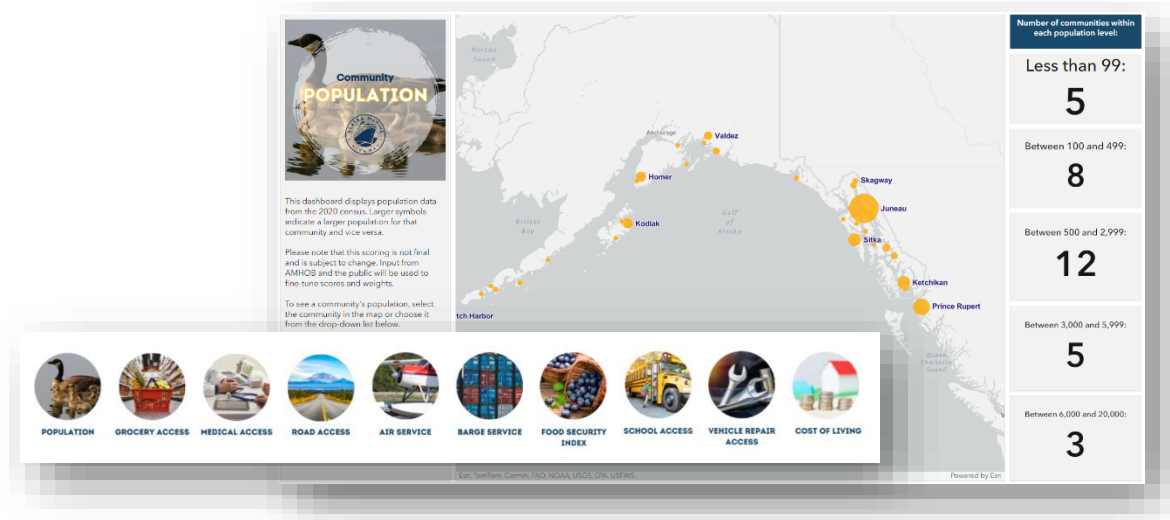 Community
POPULATION
ALASKA MARINE
HIGHWAY
This dashboard displays population data
from the 2020 census. Larger symbols
indicate a larger population for that
community and vice versa.
Please note that this scoring is not final
and is subject to change. Input from
AMHOB and the public will be used to
fine tune scores and weights.
To see a community's population, select
the community in the map or choose it
from the drop-down list below.
Norton
Sound
Anchorage
Valdez
Homer
Kodiak
Bristol
Bay
Gulf
of
Alaska
Skagway
Juneau
Sitka
Ketchikan
Prince Rupert
tch Harbor
Queen
Charlotte
Sound
Esri, TomTom, Garmin, FAO, NOAA, USGS, EPA, USFWS
Powered by Esri
Number of communities within
each population level:
Less than 99:
5
Between 100 and 499:
8
Between 500 and 2,999:
12
Between 3,000 and 5,999:
5
Between 6,000 and 20,000:
3
POPULATION
GROCERY ACCESS
MEDICAL ACCESS
ROAD ACCESS
AIR SERVICE
BARGE SERVICE
FOOD SECURITY
INDEX
SCHOOL ACCESS
VEHICLE REPAIR
ACCESS
COST OF LIVING